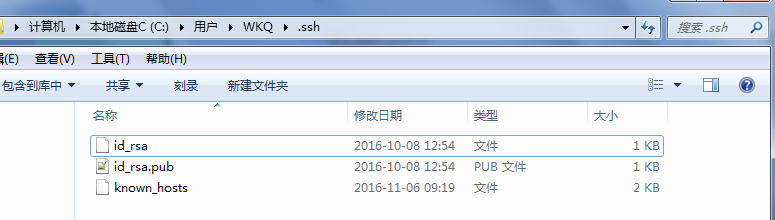 计算机 本地磁盘C (C:) 用户 WKQ .ssh 搜索 .ssh
(E) 查看(V) 工具(T) 帮助(H)
包含到库中 共享 刻录 新建文件夹
名称 修改日期 类型 大小
id_rsa 2016-10-08 12:54 文件 1 KB
id_rsa.pub 2016-10-08 12:54 PUB 文件 1 KB
known_hosts 2016-11-06 09:19 文件 2 KB